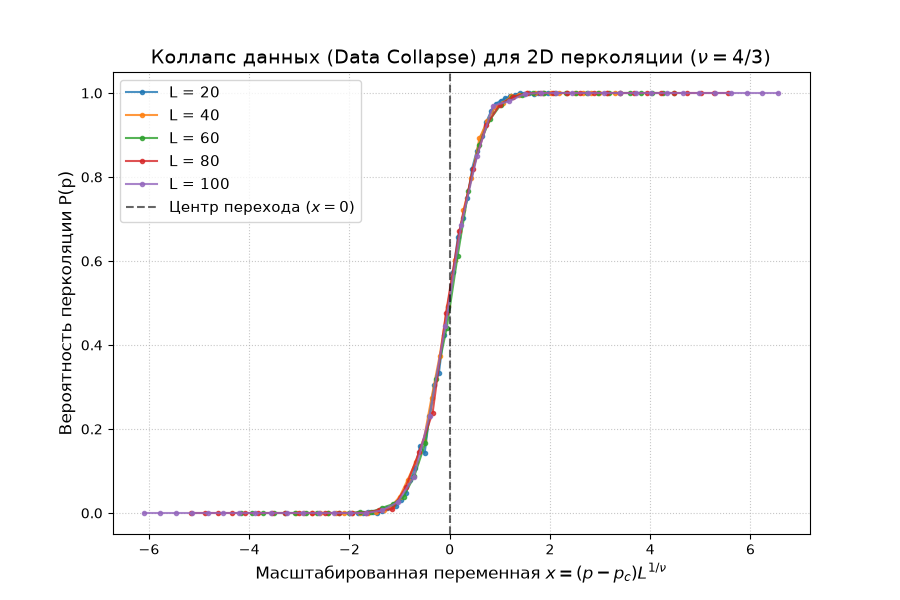 Коллапс данных (Data Collapse) для 2D перколяции (ν = 4/3)
Вероятность перколяции P(p)
1.0
0.8
0.6
0.4
0.2
0.0
L = 20
L = 40
L = 60
L = 80
L = 100
Центр перехода (x = 0)
−6 −4 −2 0 2 4 6
Масштабированная переменная x = (p − p_c)L^{1/ν}